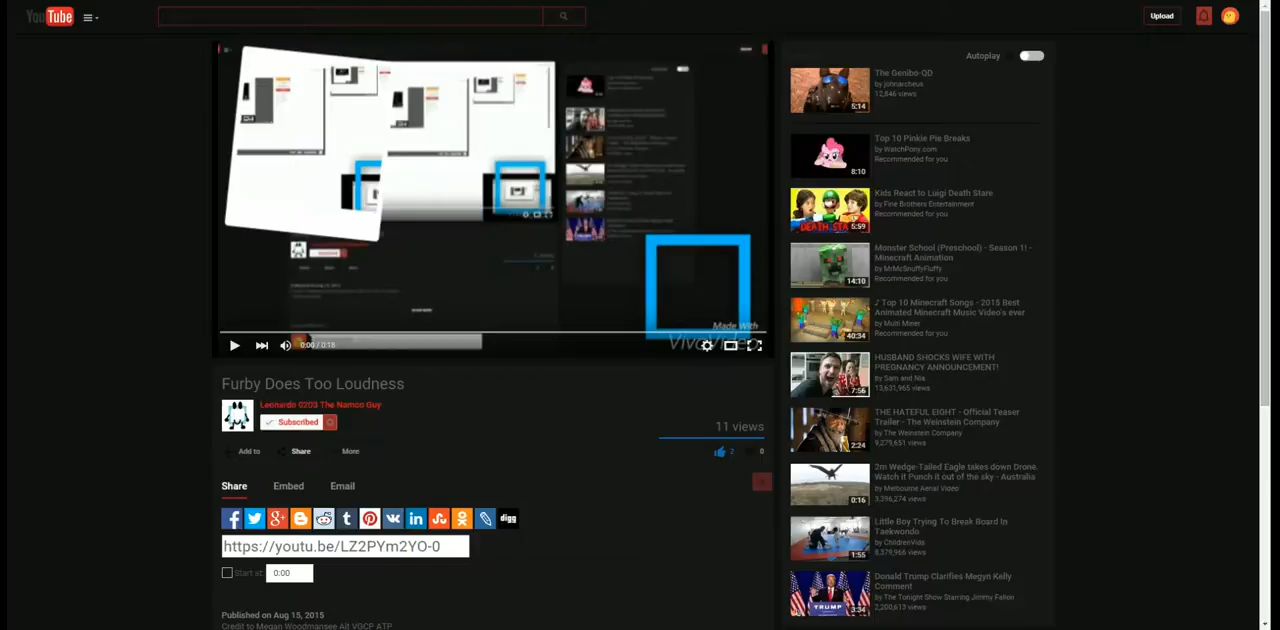 YouTube
Upload
Autoplay
The Genibo-QD
by johnarcheus
12,846 views
5:14
Top 10 Pinkie Pie Breaks
by WatchPony.com
Recommended for you
8:10
Kids React to Luigi Death Stare
by Fine Brothers Entertainment
Recommended for you
DEATH STA
5:59
Monster School (Preschool) - Season 1! -
Minecraft Animation
by MrMcSnuffyFluffy
Recommended for you
14:10
♪ Top 10 Minecraft Songs - 2015 Best
Animated Minecraft Music Video's ever
by Multi Miner
Recommended for you
40:34
HUSBAND SHOCKS WIFE WITH
PREGNANCY ANNOUNCEMENT!
by Sam and Nia
13,631,965 views
7:56
THE HATEFUL EIGHT - Official Teaser
Trailer - The Weinstein Company
by The Weinstein Company
9,279,651 views
2:24
2m Wedge-Tailed Eagle takes down Drone.
Watch it Punch it out of the sky - Australia
by Melbourne Aerial Video
3,396,274 views
0:16
Little Boy Trying To Break Board In
Taekwondo
by ChildrenVids
8,379,966 views
1:55
Donald Trump Clarifies Megyn Kelly
Comment
by The Tonight Show Starring Jimmy Fallon
2,200,613 views
TRUMP
3:34
Made With
VivaVideo
0:00 / 0:18
Furby Does Too Loudness
Leonardo 0203 The Namco Guy
Subscribed
11 views
Add to
Share
More
2
0
Share
Embed
Email
digg
https://youtu.be/LZ2PYm2YO-0
Start at:
0:00
Published on Aug 15, 2015
Credit to Megan Woodmansee Alt VGCP ATP